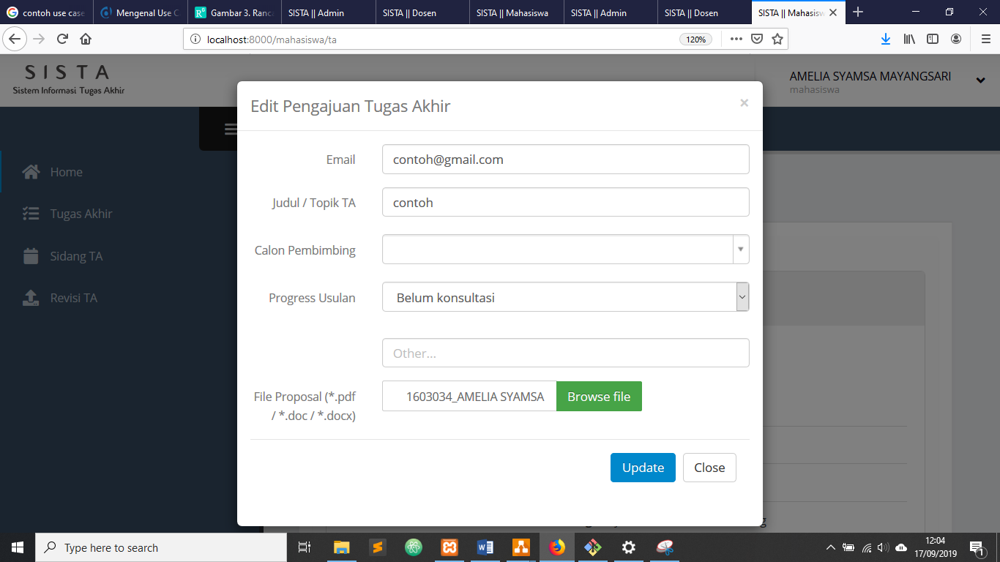 contoh use case
Mengenal Use C
Gambar 3. Ranc
SISTA || Admin
SISTA || Dosen
SISTA || Mahasiswa
SISTA || Admin
SISTA || Dosen
SISTA || Mahasisw
localhost:8000/mahasiswa/ta
120%
SISTA
Sistem Informasi Tugas Akhir
AMELIA SYAMSA MAYANGSARI
mahasiswa
Home
Tugas Akhir
Sidang TA
Revisi TA
Edit Pengajuan Tugas Akhir
×
Email
contoh@gmail.com
Judul / Topik TA
contoh
Calon Pembimbing
Progress Usulan
Belum konsultasi
Other...
File Proposal (*.pdf
/ *.doc / *.docx)
1603034_AMELIA SYAMSA
Browse file
Update
Close
Type here to search
12:04
17/09/2019
1